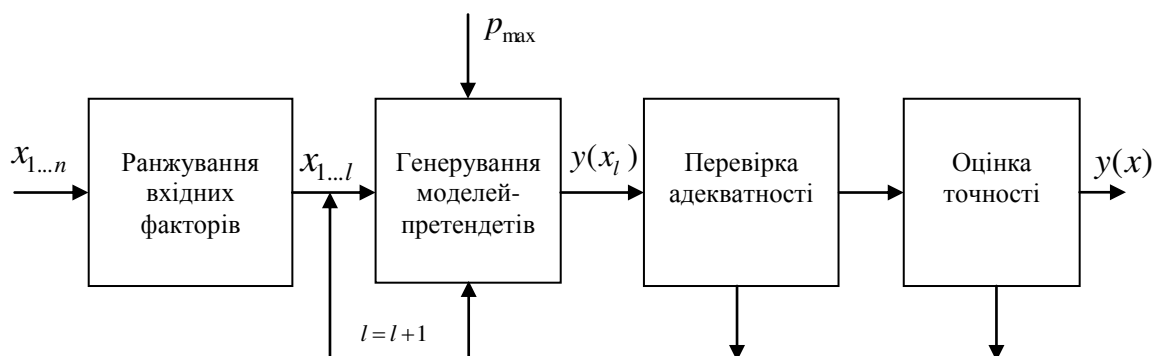 p_max
x_1...n
Ранжування
вхідних
факторів
x_1...l
Генерування
моделей-
претендетів
y(x_l)
Перевірка
адекватності
Оцінка
точності
y(x)
l = l + 1